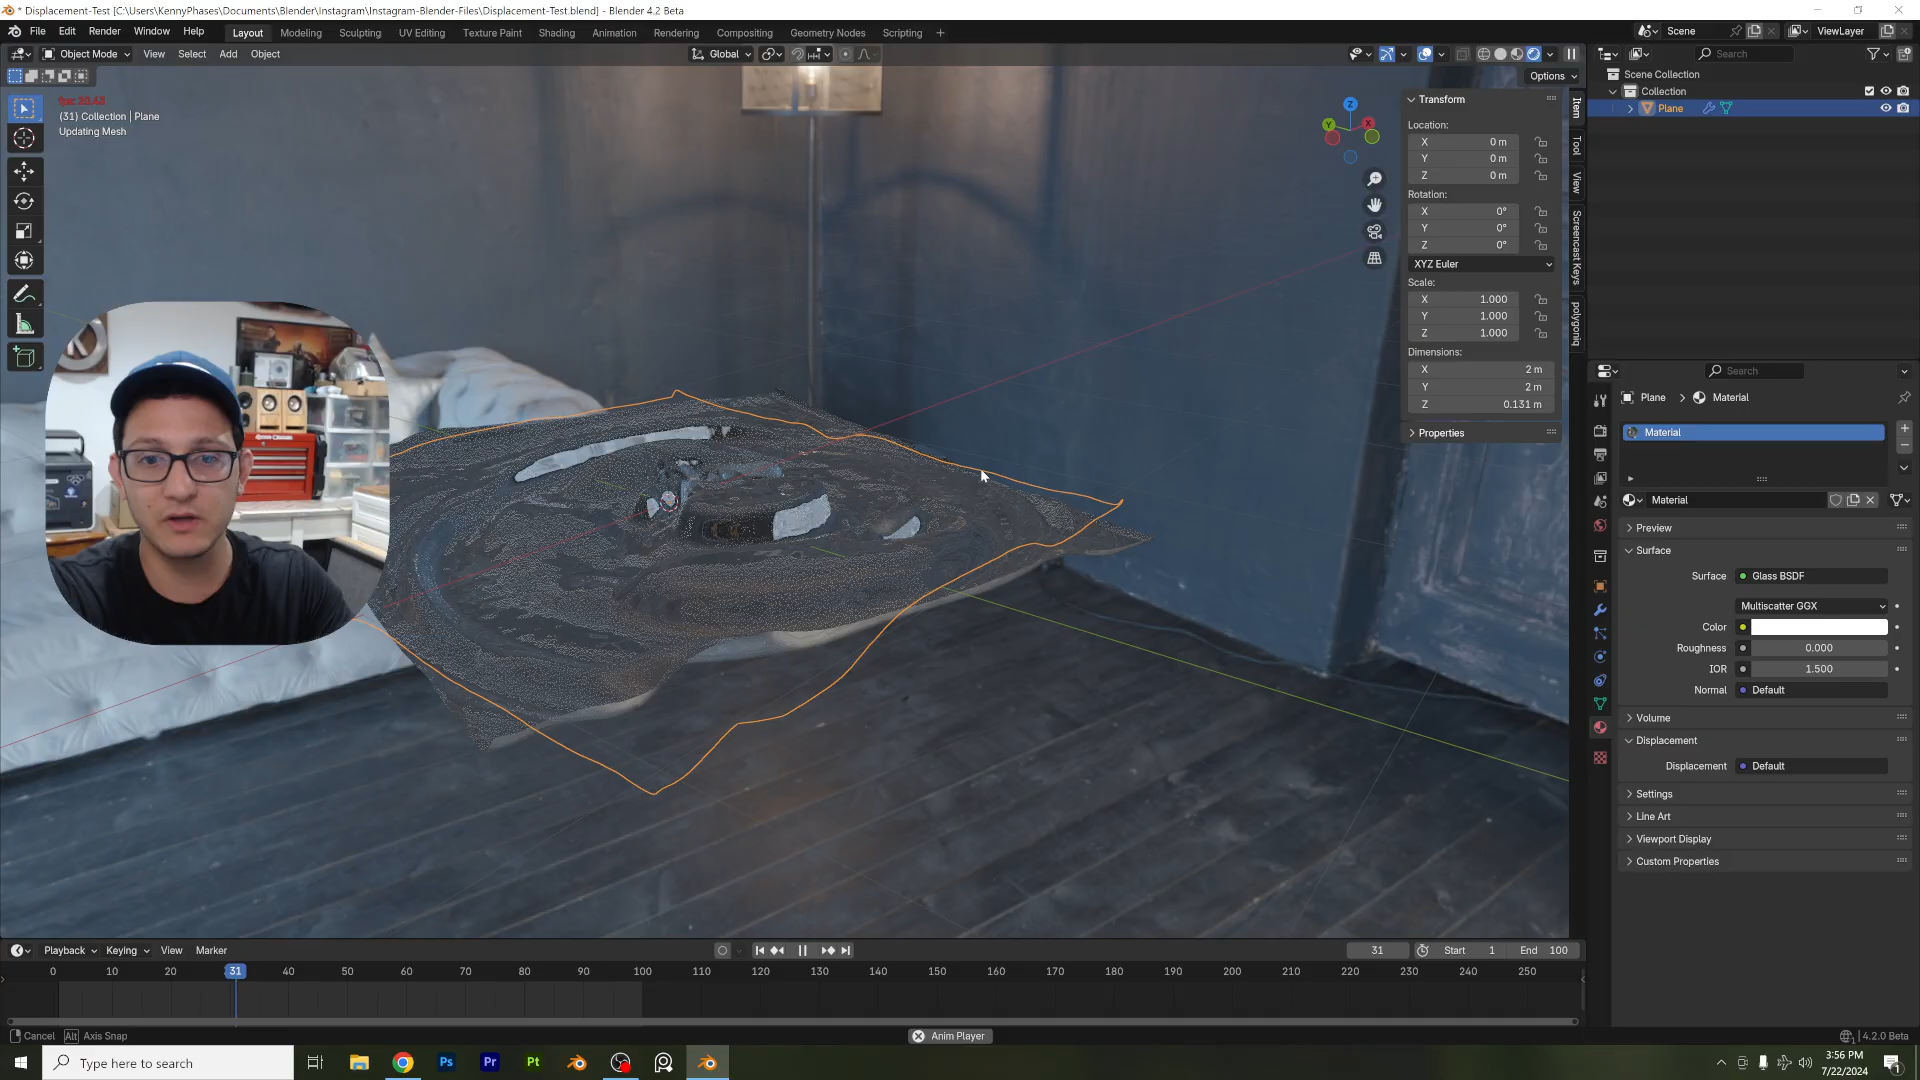 * Displacement-Test [C:\Users\KennyPhases\Documents\Blender\Instagram\Instagram-Blender-Files\Displacement-Test.blend] - Blender 4.2 Beta
File Edit Render Window Help Layout Modeling Sculpting UV Editing Texture Paint Shading Animation Rendering Compositing Geometry Nodes Scripting + Scene ViewLayer
Object Mode View Select Add Object Global Search
Options
fps: 20.43
(31) Collection | Plane
Updating Mesh
Scene Collection
Collection
Plane
Z
Y
X
Transform
Location:
X 0 m
Y 0 m
Z 0 m
Rotation:
X 0°
Y 0°
Z 0°
XYZ Euler
Scale:
X 1.000
Y 1.000
Z 1.000
Dimensions:
X 2 m
Y 2 m
Z 0.131 m
Properties
Item
Tool
View
Screencast Keys
polygoniq
Search
Plane > Material
Material
Material
Preview
Surface
Surface Glass BSDF
Multiscatter GGX
Color
Roughness 0.000
IOR 1.500
Normal Default
Volume
Displacement
Displacement Default
Settings
Line Art
Viewport Display
Custom Properties
Playback Keying View Marker 31 Start 1 End 100
0 10 20 31 40 50 60 70 80 90 100 110 120 130 140 150 160 170 180 190 200 210 220 230 240 250
Cancel Alt Axis Snap Anim Player 4.2.0 Beta
Type here to search Ps Pr Pt
3:56 PM
7/22/2024
1